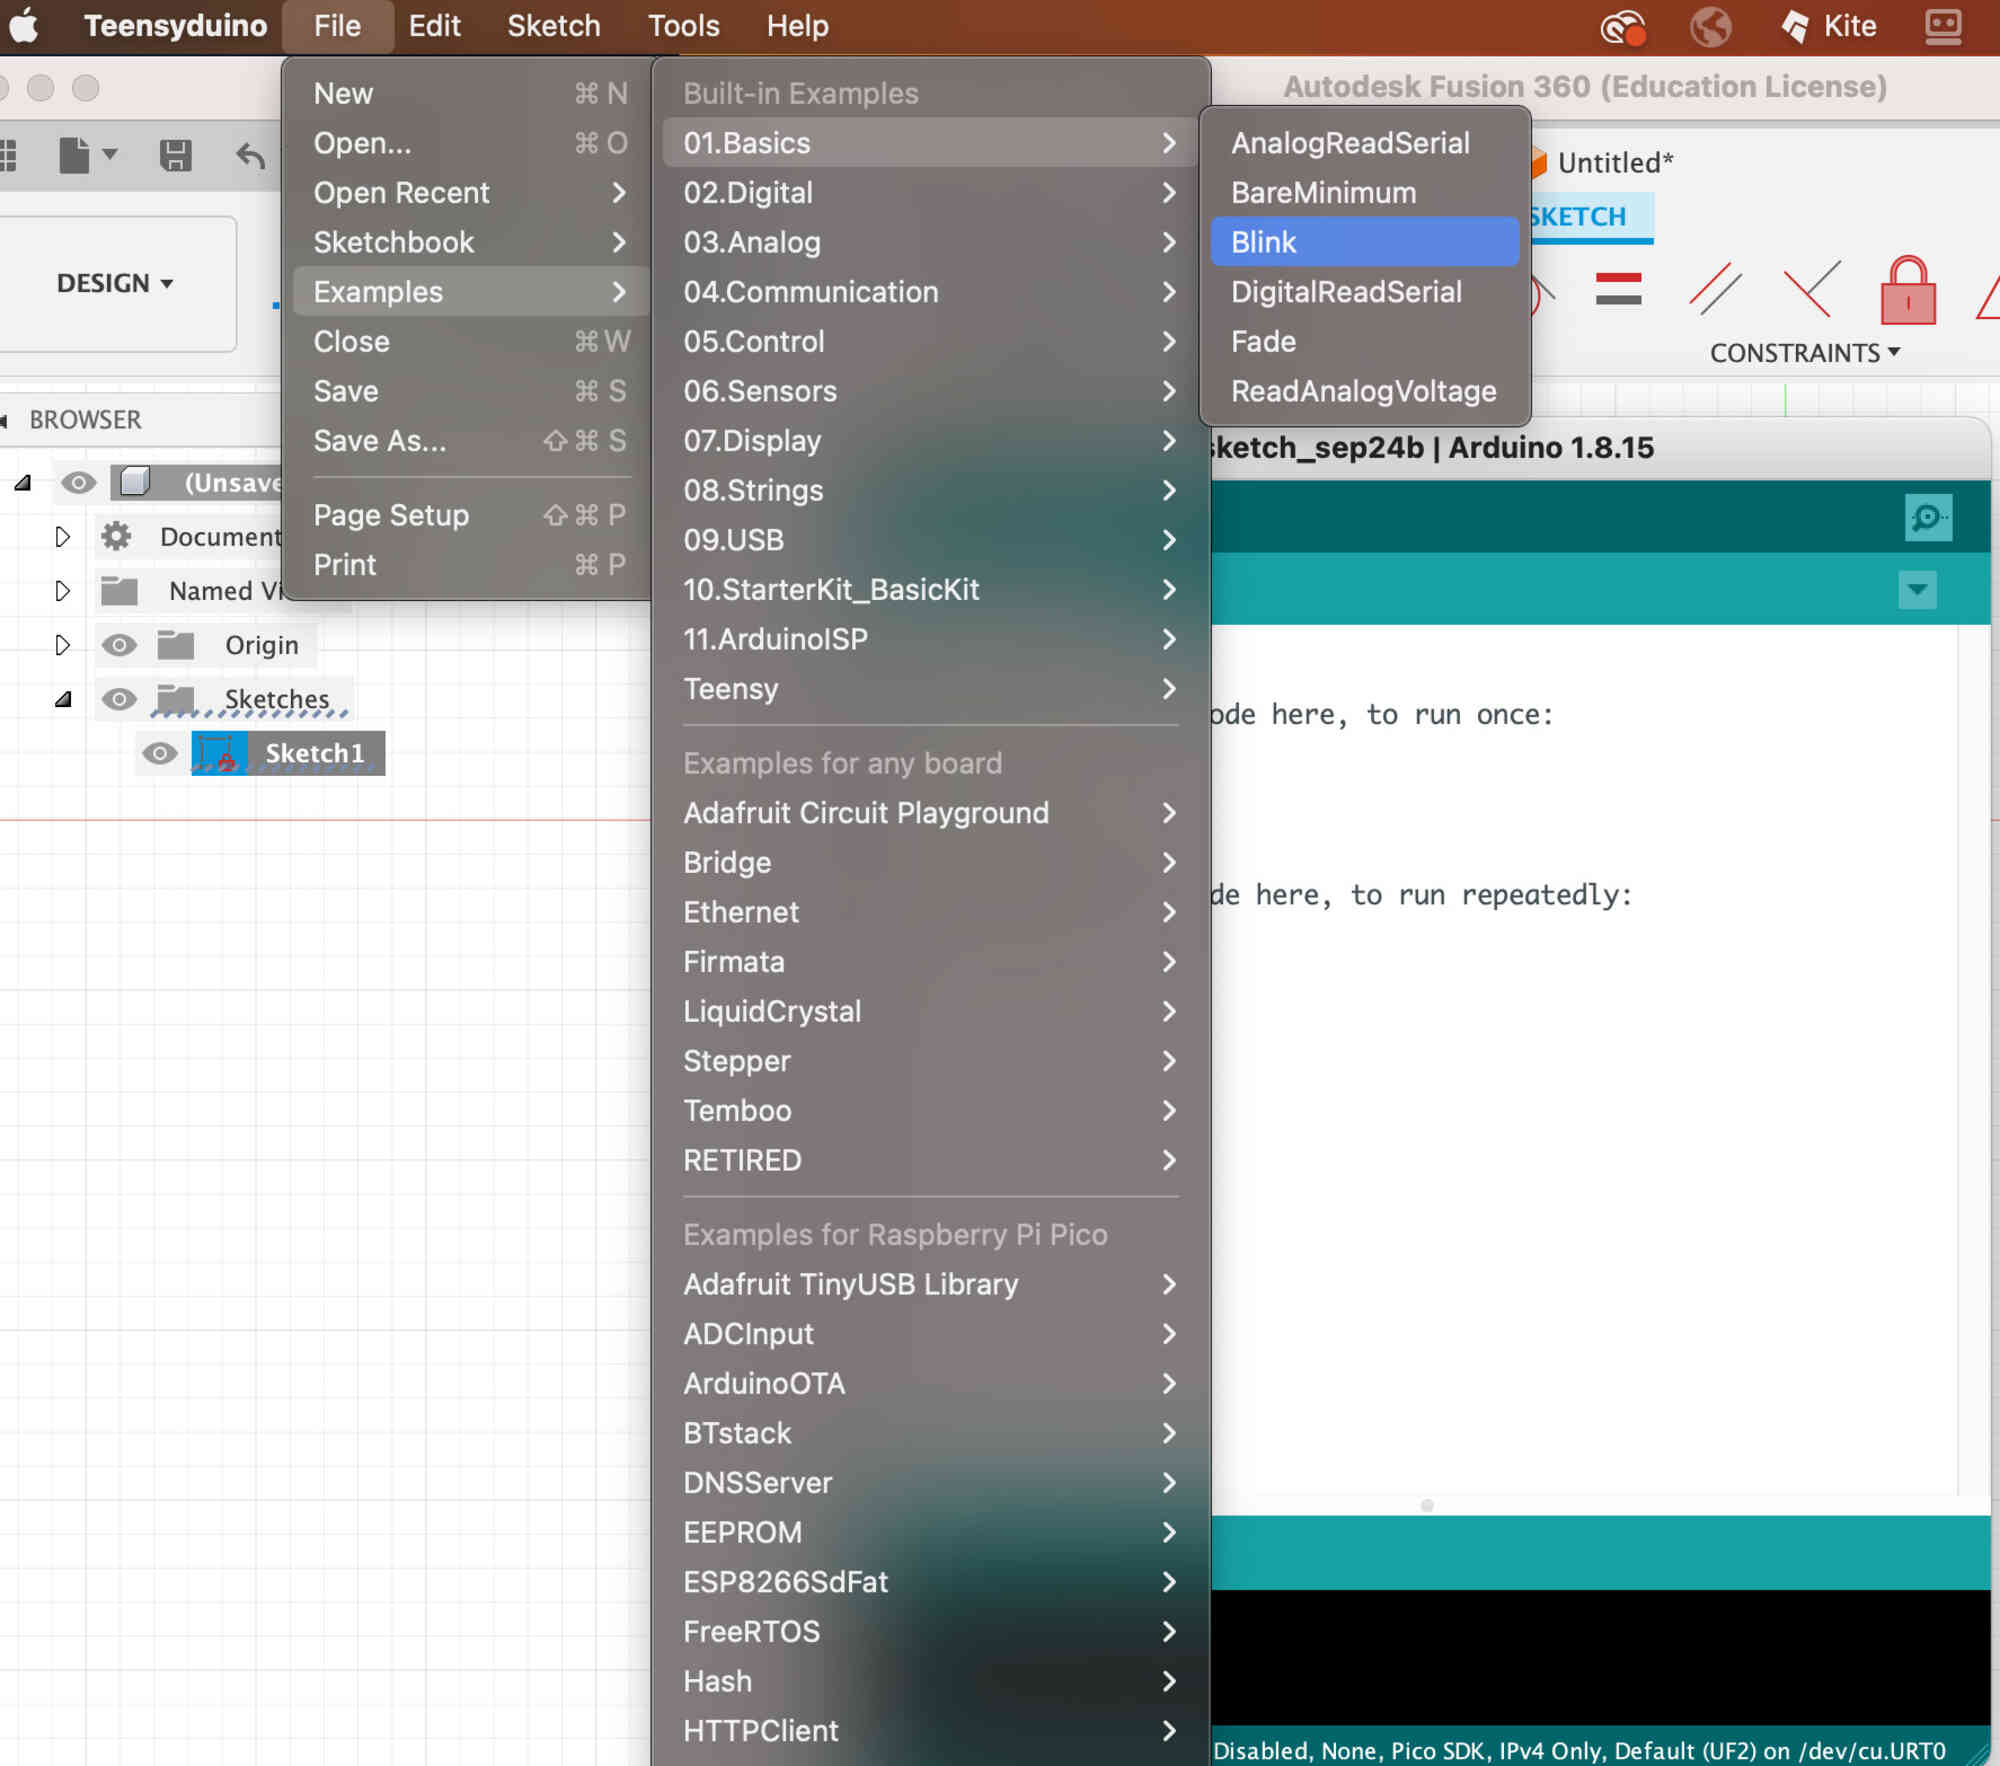 Teensyduino File Edit Sketch Tools Help Kite
Autodesk Fusion 360 (Education License)
New ⌘ N
Open... ⌘ O
Open Recent
Sketchbook
Examples
Close ⌘ W
Save ⌘ S
Save As... ⇧ ⌘ S
Page Setup ⇧ ⌘ P
Print ⌘ P
Built-in Examples
01.Basics
02.Digital
03.Analog
04.Communication
05.Control
06.Sensors
07.Display
08.Strings
09.USB
10.StarterKit_BasicKit
11.ArduinoISP
Teensy
Examples for any board
Adafruit Circuit Playground
Bridge
Ethernet
Firmata
LiquidCrystal
Stepper
Temboo
RETIRED
Examples for Raspberry Pi Pico
Adafruit TinyUSB Library
ADCInput
ArduinoOTA
BTstack
DNSServer
EEPROM
ESP8266SdFat
FreeRTOS
Hash
HTTPClient
AnalogReadSerial
BareMinimum
Blink
DigitalReadSerial
Fade
ReadAnalogVoltage
Untitled*
SKETCH
CONSTRAINTS
DESIGN
BROWSER
(Unsave
Document
Named Vi
Origin
Sketches
Sketch1
sketch_sep24b | Arduino 1.8.15
ode here, to run once:
de here, to run repeatedly:
Disabled, None, Pico SDK, IPv4 Only, Default (UF2) on /dev/cu.URT0